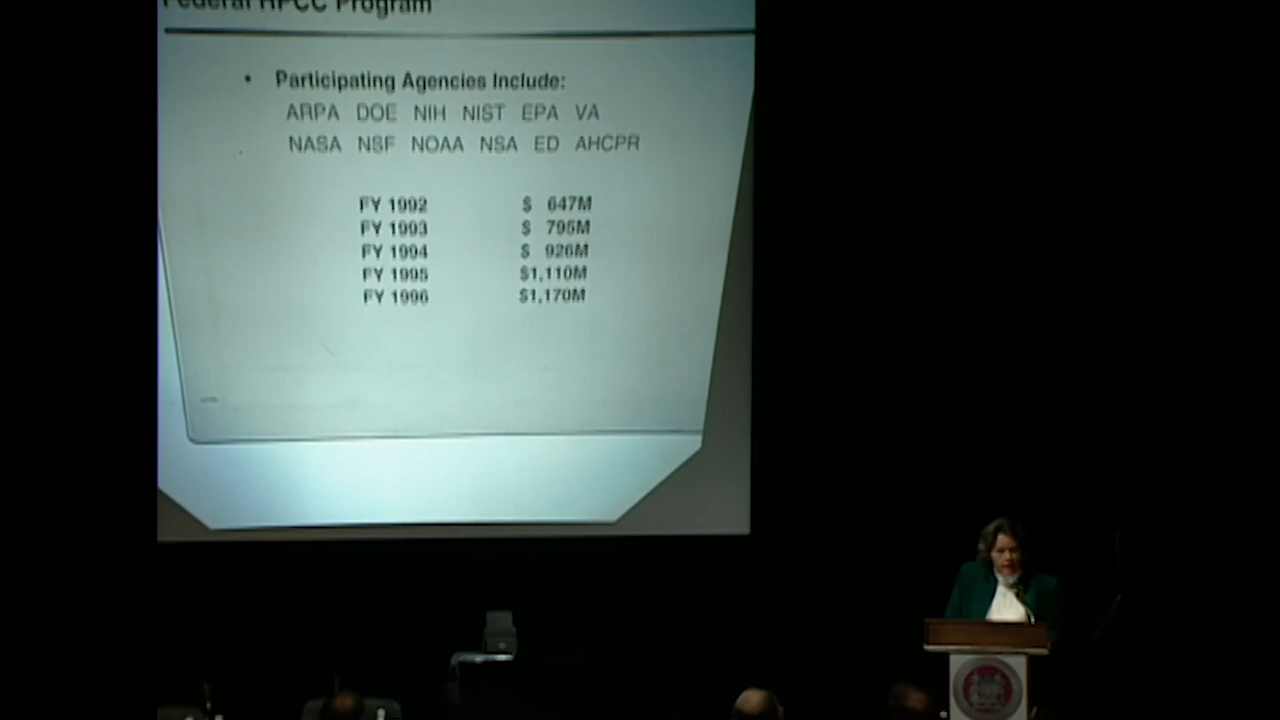 Federal HPCC Program
• Participating Agencies Include:
ARPA DOE NIH NIST EPA VA
NASA NSF NOAA NSA ED AHCPR
FY 1992 $ 647M
FY 1993 $ 795M
FY 1994 $ 926M
FY 1995 $1,110M
FY 1996 $1,170M